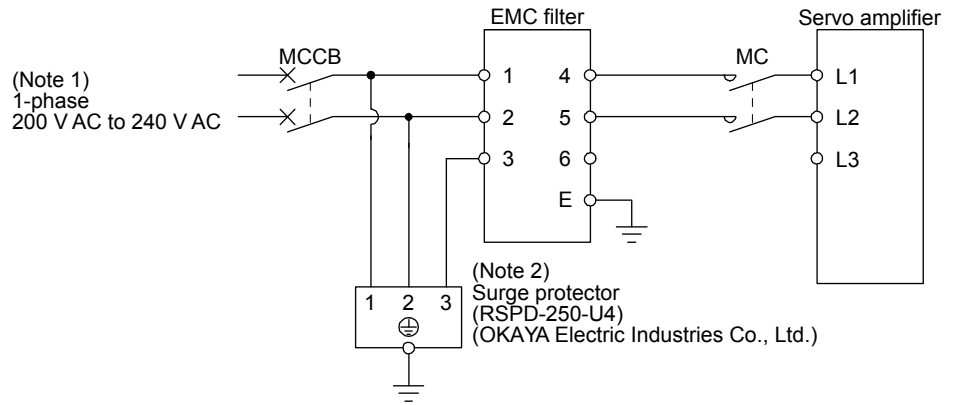 EMC filter
Servo amplifier
MCCB
MC
(Note 1)
1-phase
200 V AC to 240 V AC
1
4
L1
2
5
L2
3
6
L3
E
(Note 2)
Surge protector
(RSPD-250-U4)
(OKAYA Electric Industries Co., Ltd.)
1 2 3